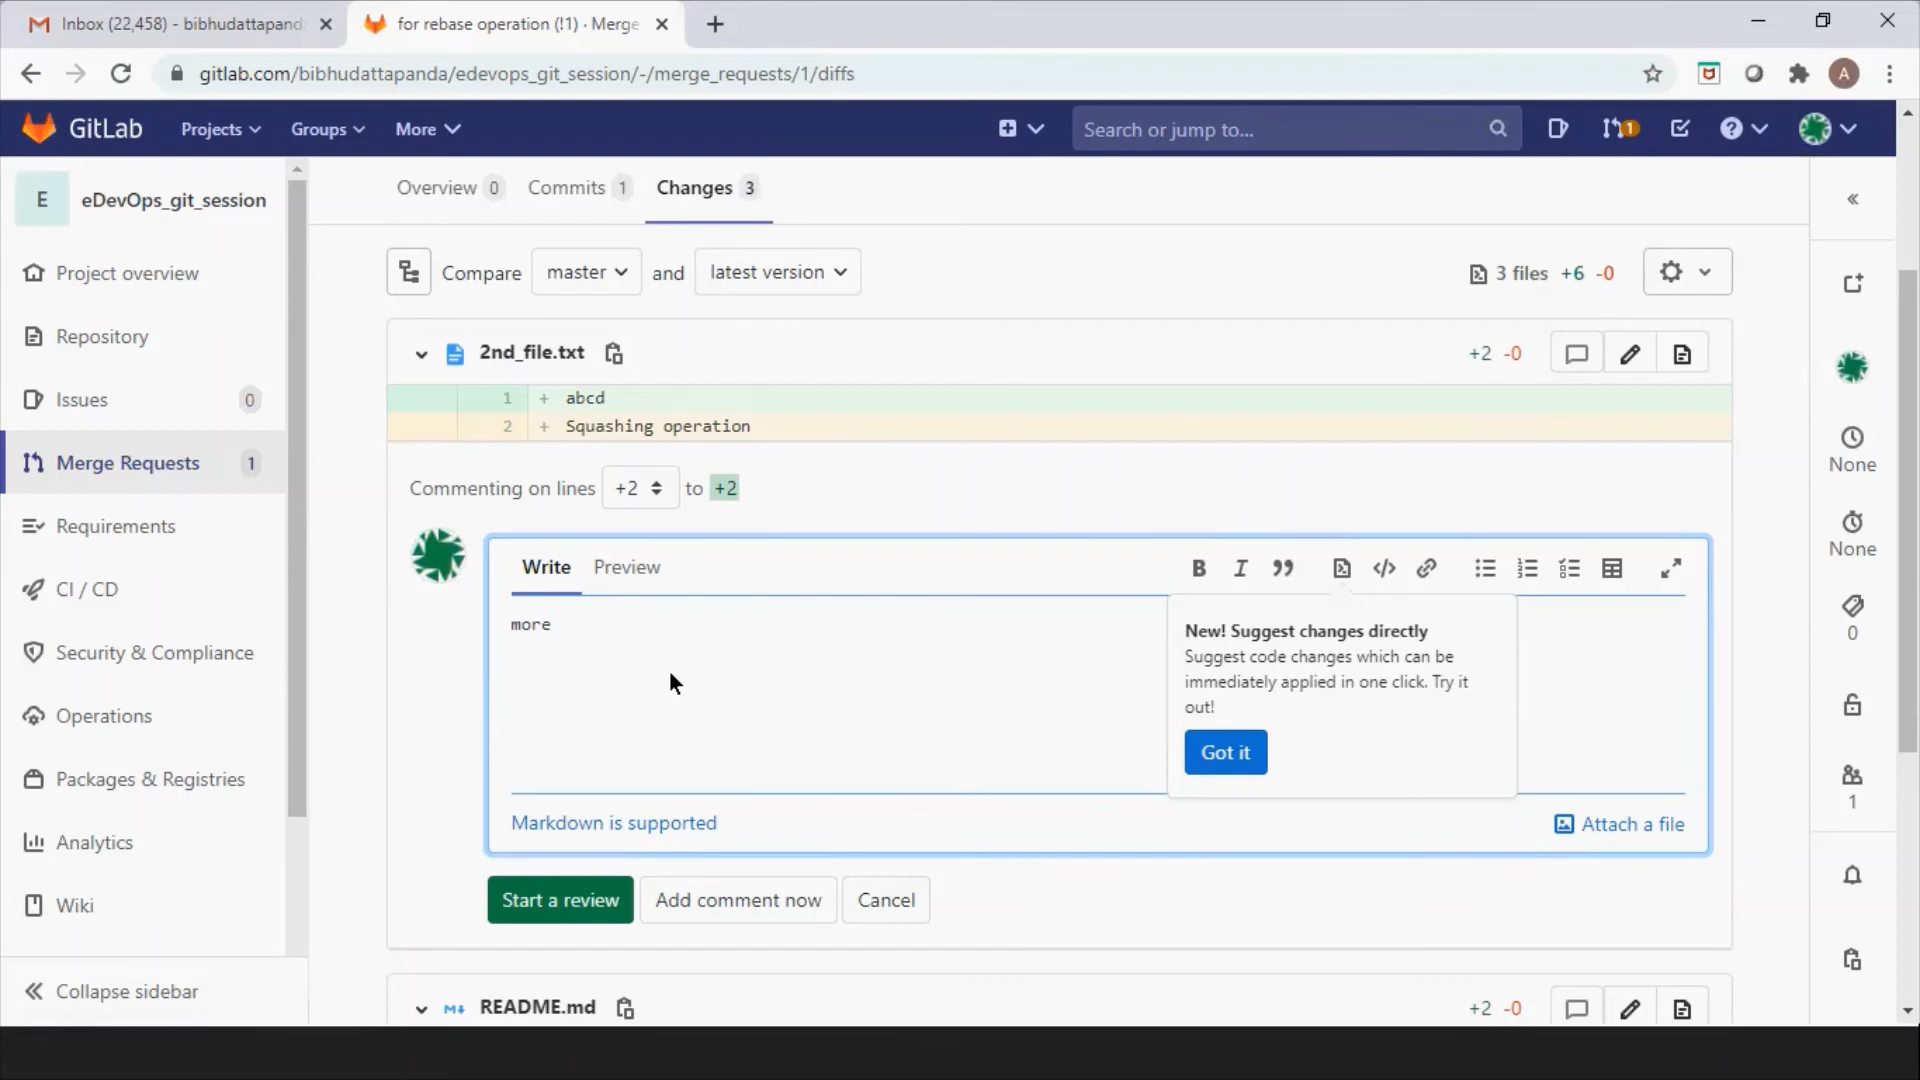 Inbox (22,458) - bibhudattapand
for rebase operation (!1) · Merge
gitlab.com/bibhudattapanda/edevops_git_session/-/merge_requests/1/diffs
A
GitLab
Projects
Groups
More
Search or jump to...
1
E
eDevOps_git_session
Project overview
Repository
Issues 0
Merge Requests 1
Requirements
CI / CD
Security & Compliance
Operations
Packages & Registries
Analytics
Wiki
Collapse sidebar
Overview 0
Commits 1
Changes 3
Compare master and latest version
3 files +6 -0
2nd_file.txt
+2 -0
1 + abcd
2 + Squashing operation
Commenting on lines +2 to +2
Write
Preview
more
New! Suggest changes directly
Suggest code changes which can be
immediately applied in one click. Try it
out!
Got it
Markdown is supported
Attach a file
Start a review
Add comment now
Cancel
README.md
+2 -0
None
None
0
1